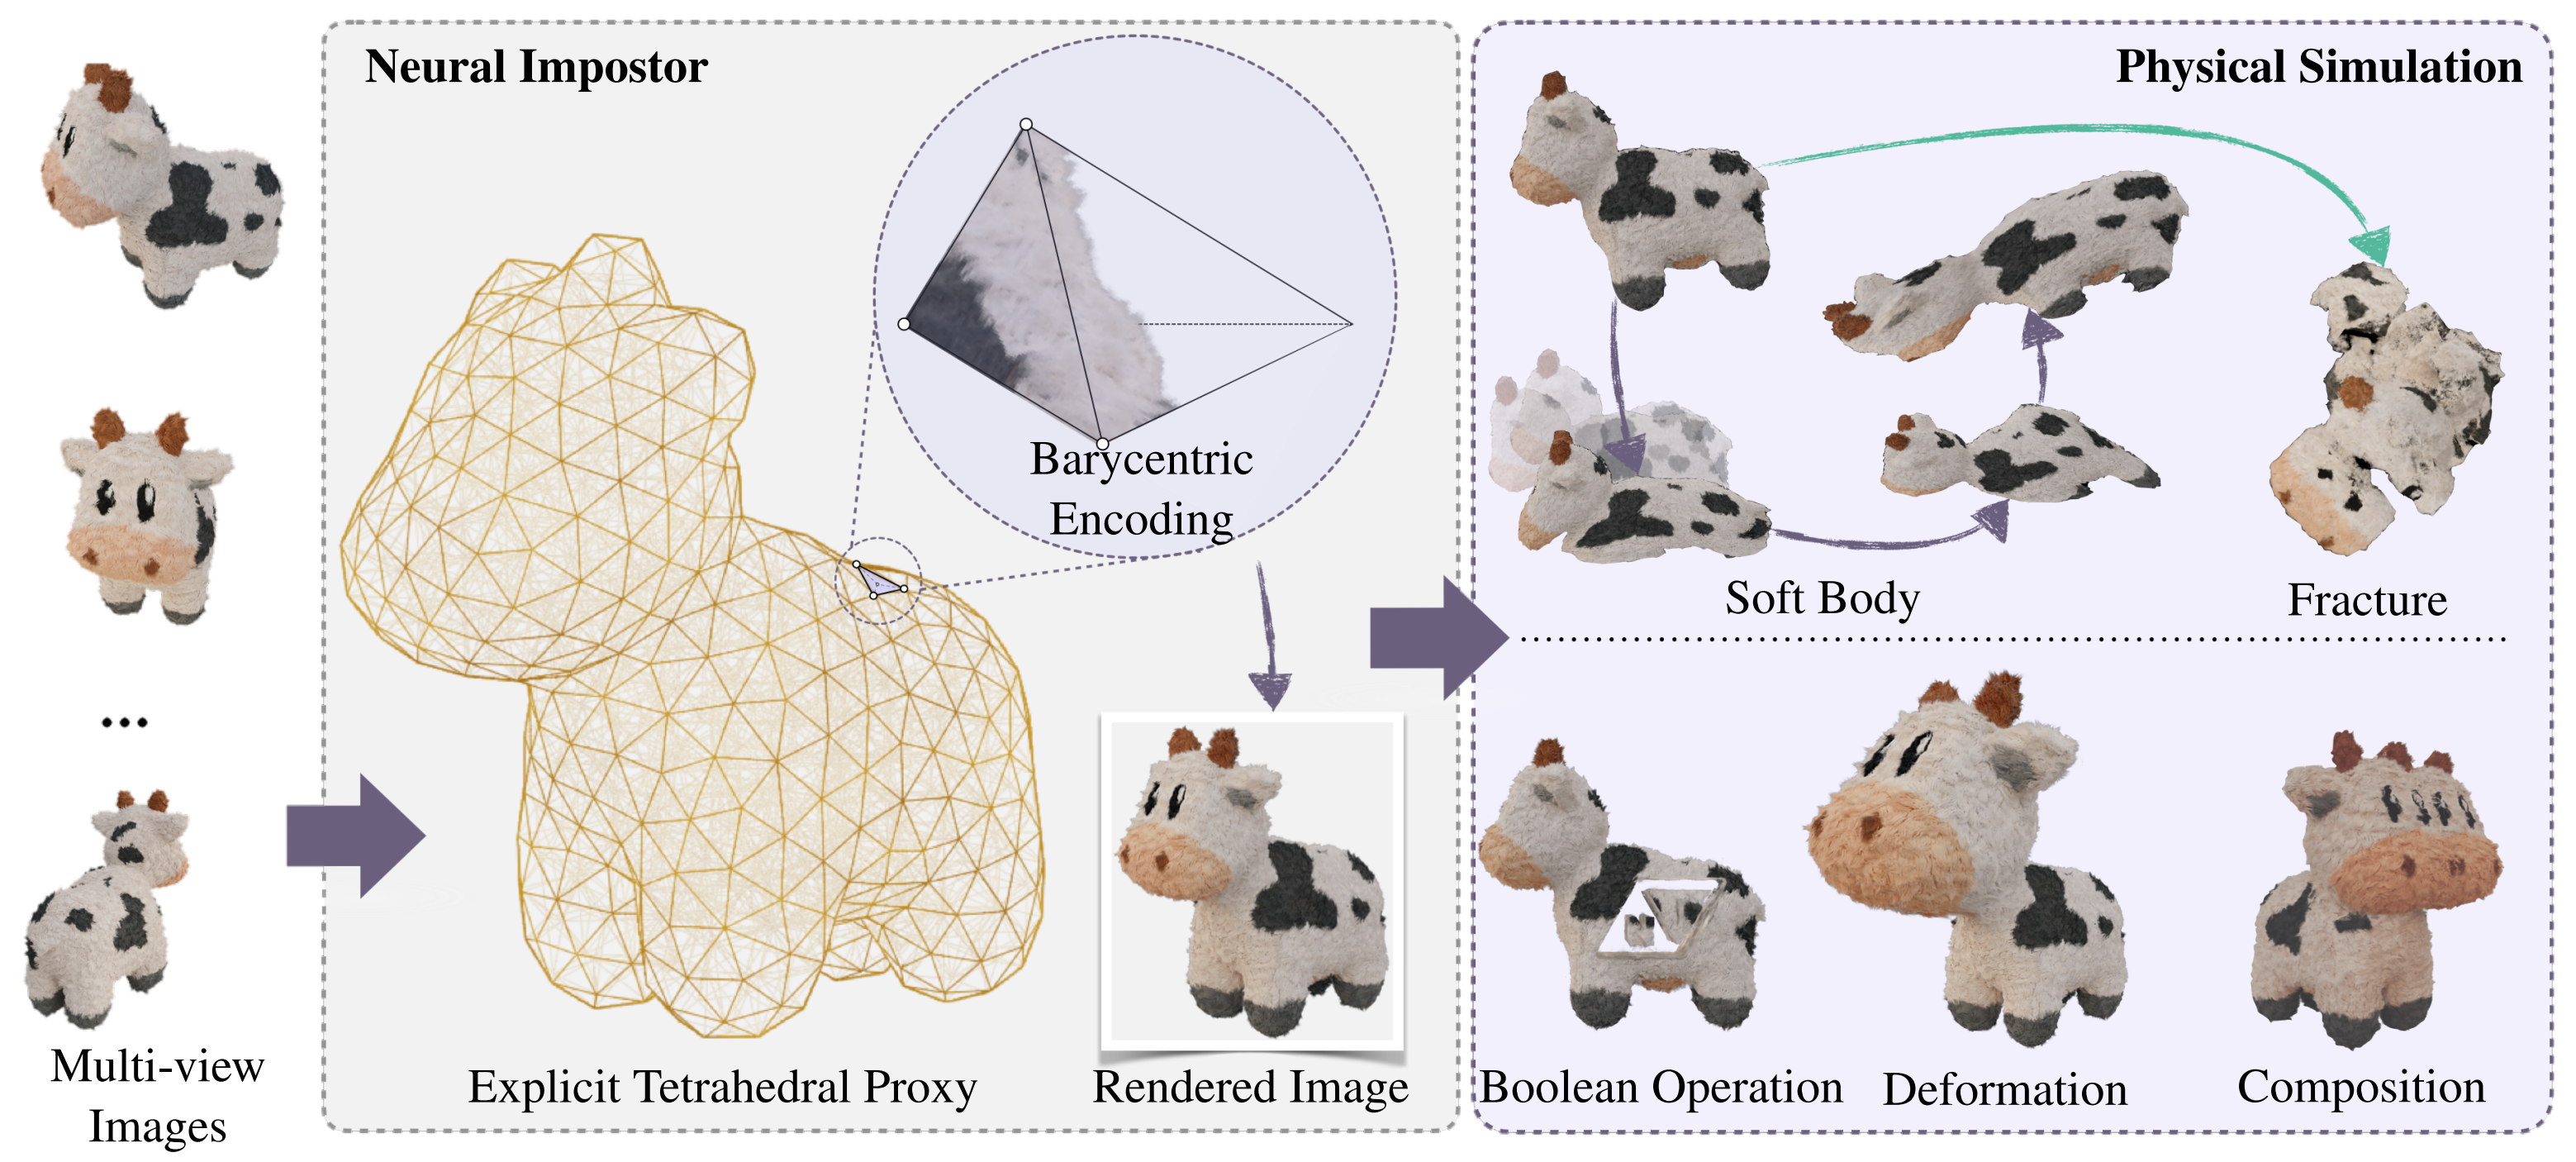 Neural Impostor
Physical Simulation
Barycentric
Encoding
Soft Body
Fracture
...
Multi-view
Images
Explicit Tetrahedral Proxy
Rendered Image
Boolean Operation
Deformation
Composition